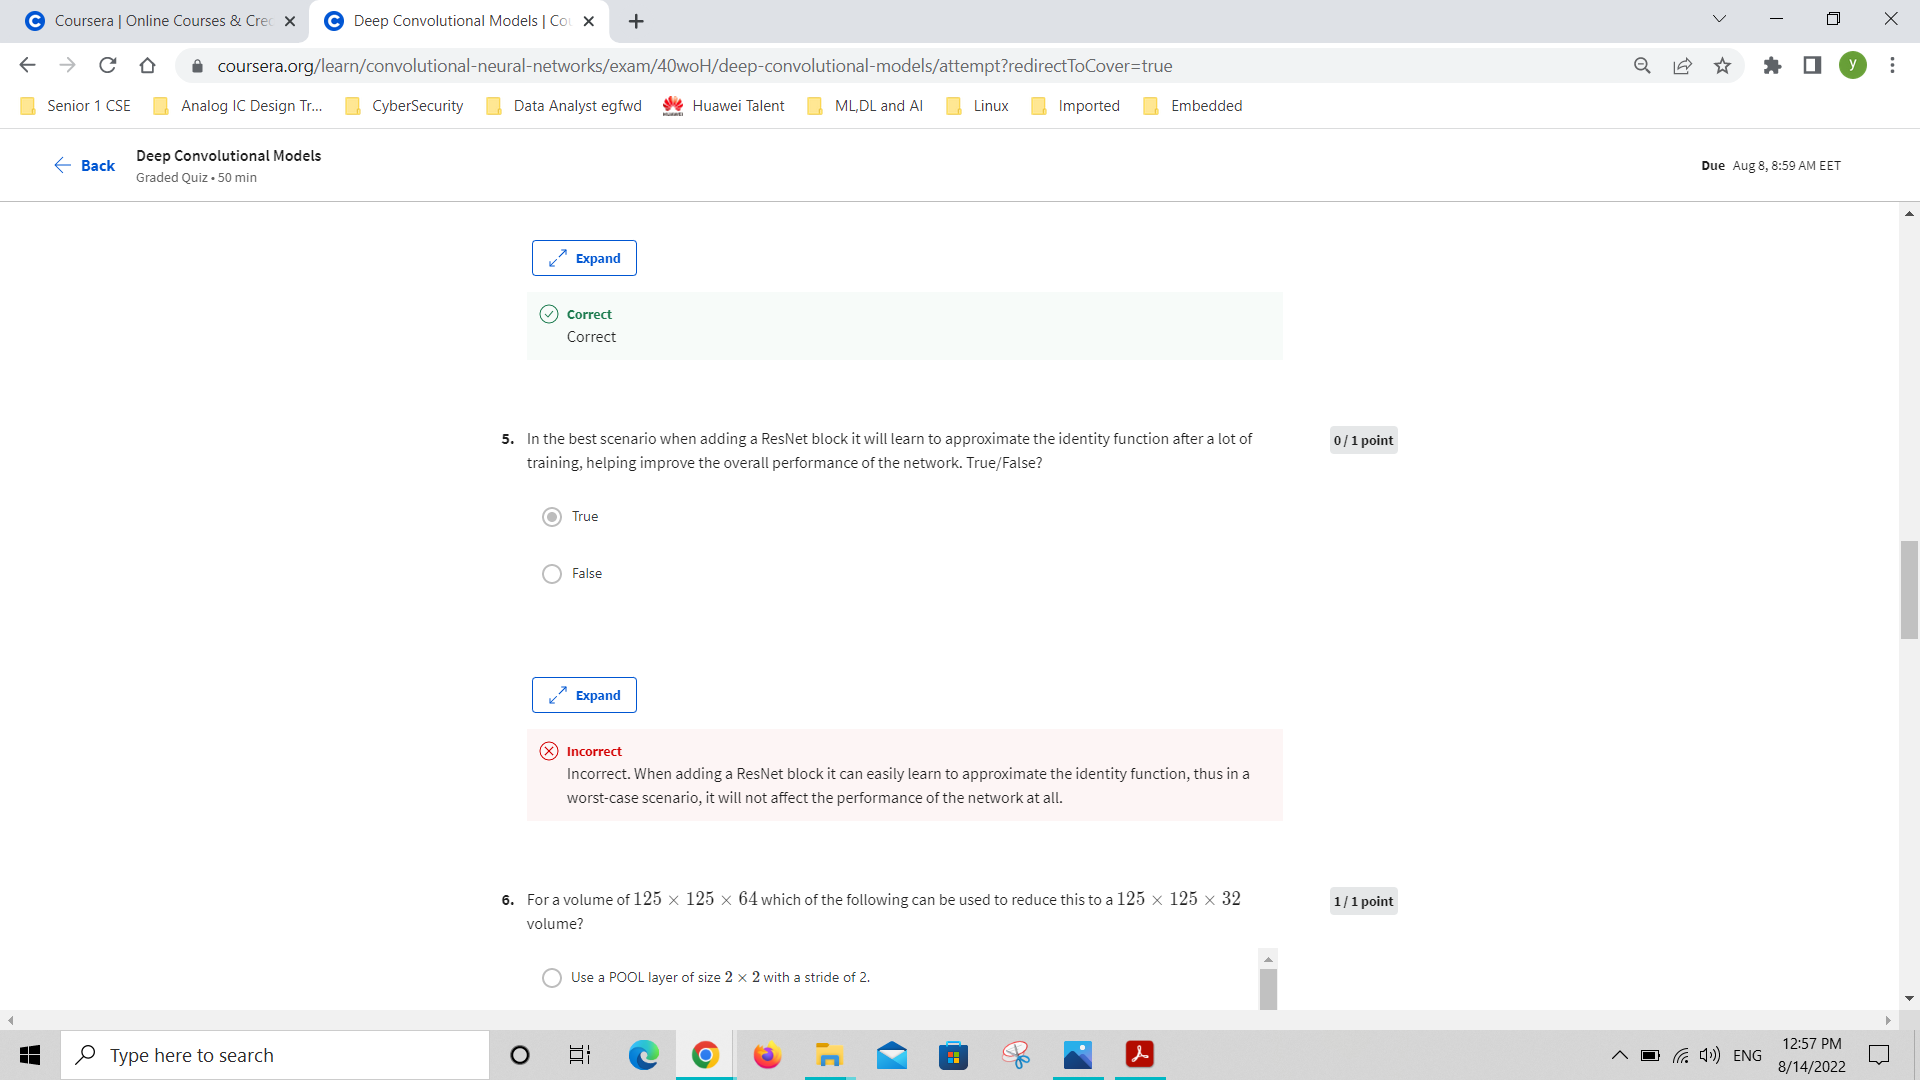 Coursera | Online Courses & Cre
Deep Convolutional Models | Co
coursera.org/learn/convolutional-neural-networks/exam/40woH/deep-convolutional-models/attempt?redirectToCover=true
y
Senior 1 CSE
Analog IC Design Tr...
CyberSecurity
Data Analyst egfwd
Huawei Talent
ML,DL and AI
Linux
Imported
Embedded
Back
Deep Convolutional Models
Graded Quiz • 50 min
Due Aug 8, 8:59 AM EET
Expand
Correct
Correct
5. In the best scenario when adding a ResNet block it will learn to approximate the identity function after a lot of
training, helping improve the overall performance of the network. True/False?
0 / 1 point
True
False
Expand
Incorrect
Incorrect. When adding a ResNet block it can easily learn to approximate the identity function, thus in a
worst-case scenario, it will not affect the performance of the network at all.
6. For a volume of 125 × 125 × 64 which of the following can be used to reduce this to a 125 × 125 × 32
volume?
1 / 1 point
Use a POOL layer of size 2 × 2 with a stride of 2.
Type here to search
ENG
12:57 PM
8/14/2022